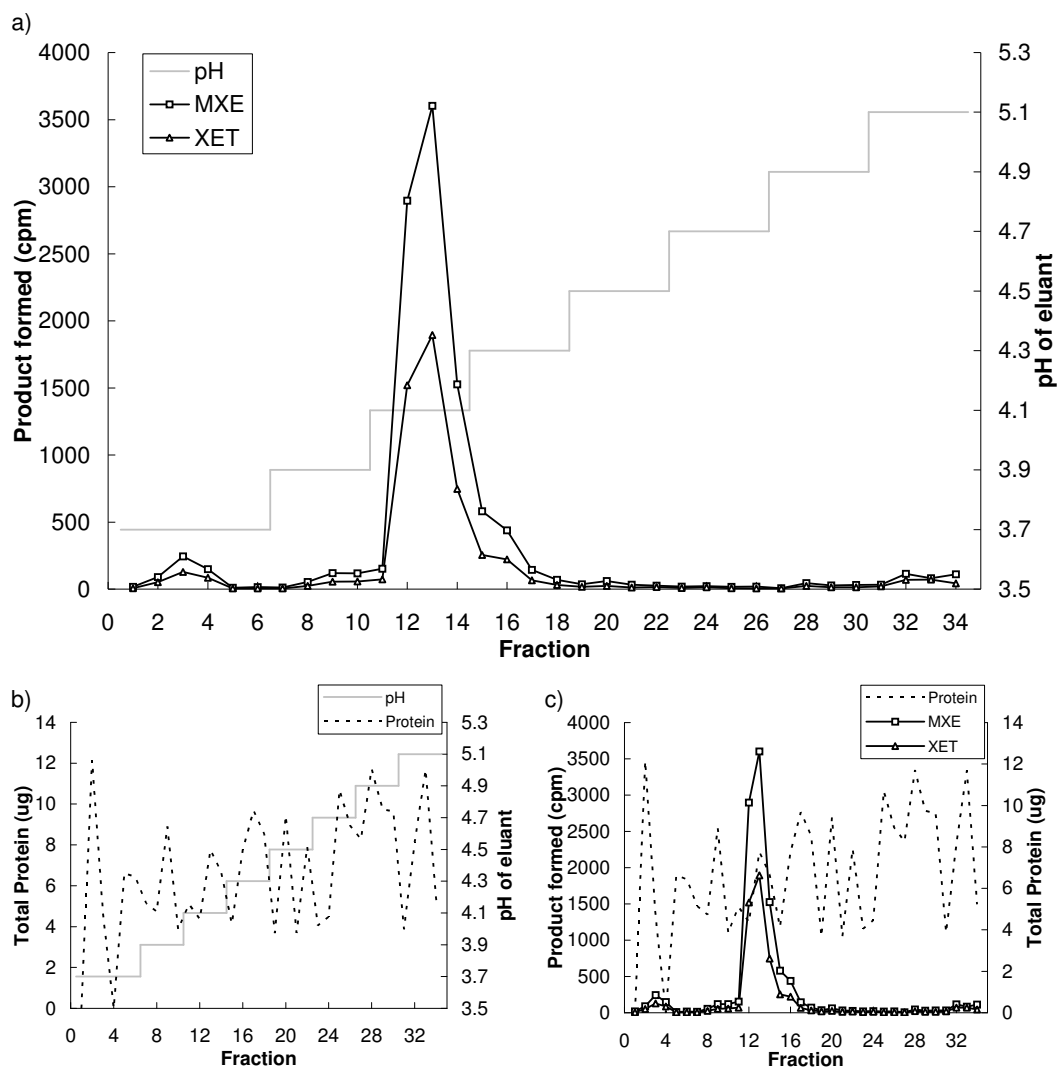 a)
pH
MXE
XET
Product formed (cpm)
4000
3500
3000
2500
2000
1500
1000
500
0
5.3
5.1
4.9
4.7
4.5
4.3
4.1
3.9
3.7
3.5
pH of eluant
0 2 4 6 8 10 12 14 16 18 20 22 24 26 28 30 32 34
Fraction
b)
pH
Protein
Total Protein (ug)
14
12
10
8
6
4
2
0
5.3
5.1
4.9
4.7
4.5
4.3
4.1
3.9
3.7
3.5
pH of eluant
0 4 8 12 16 20 24 28 32
Fraction
c)
Protein
MXE
XET
Product formed (cpm)
4000
3500
3000
2500
2000
1500
1000
500
0
14
12
10
8
6
4
2
0
Total Protein (ug)
0 4 8 12 16 20 24 28 32
Fraction